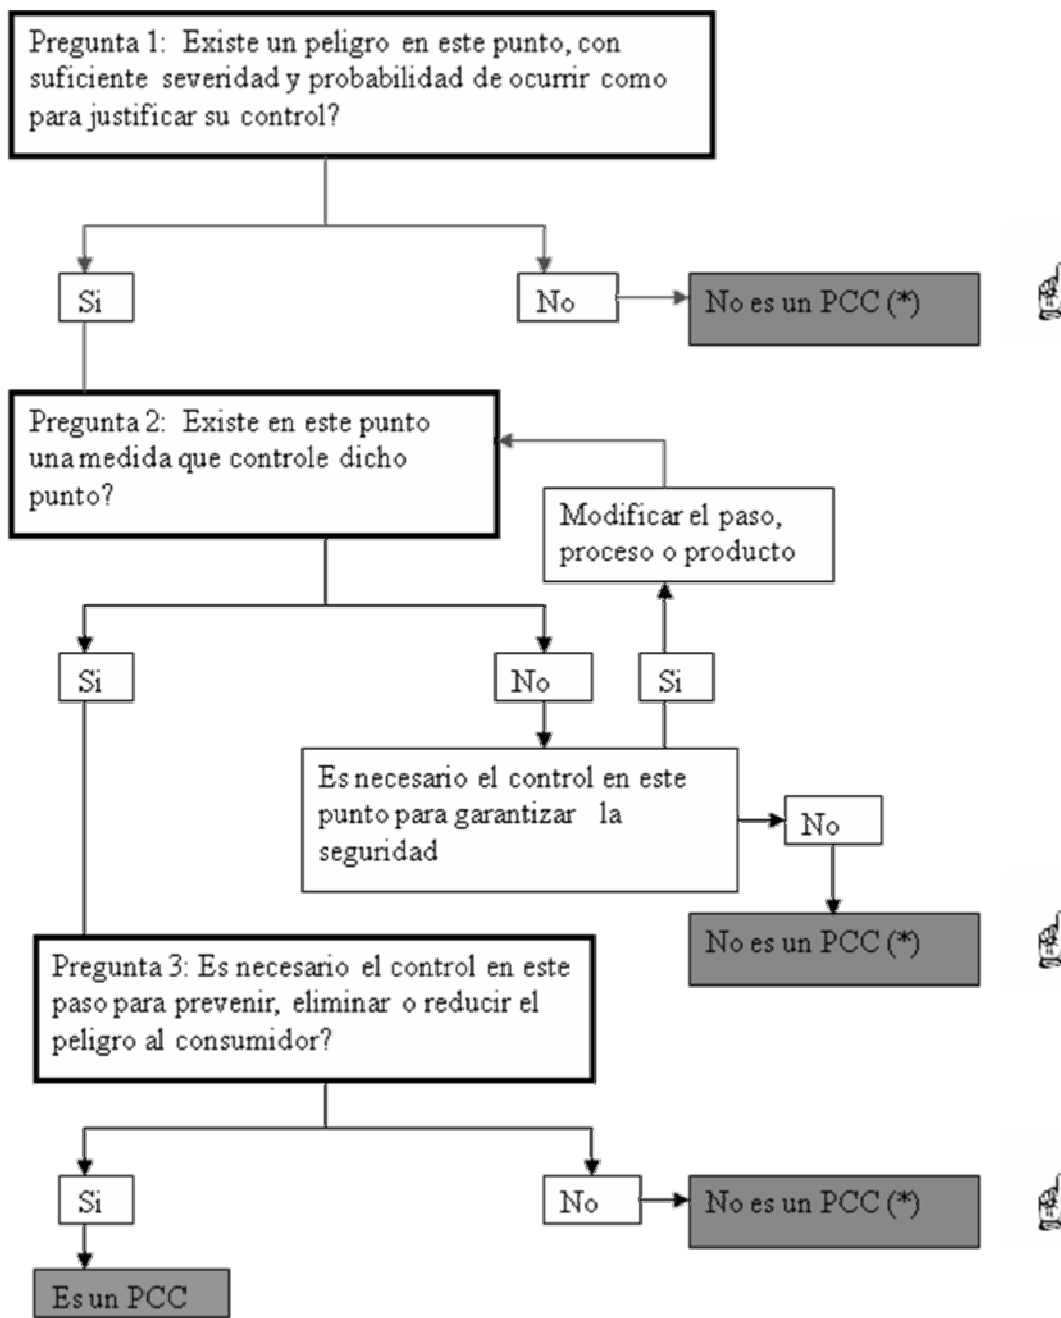 Pregunta 1: Existe un peligro en este punto, con
suficiente severidad y probabilidad de ocurrir como
para justificar su control?
Si
No
No es un PCC (*)
Pregunta 2: Existe en este punto
una medida que controle dicho
punto?
Modificar el paso,
proceso o producto
Si
No
Si
Es necesario el control en este
punto para garantizar la
seguridad
No
No es un PCC (*)
Pregunta 3: Es necesario el control en este
paso para prevenir, eliminar o reducir el
peligro al consumidor?
Si
No
No es un PCC (*)
Es un PCC